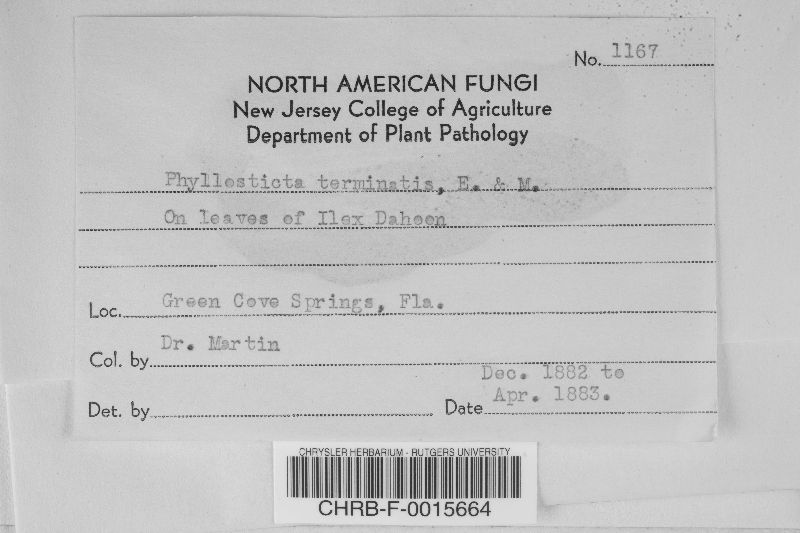 No. 1167
NORTH AMERICAN FUNGI
New Jersey College of Agriculture
Department of Plant Pathology
Phyllosticta terminatis, E. & M.
On leaves of Ilex Dahoon
Loc. Green Cove Springs, Fla.
Col. by Dr. Martin
Dec. 1882 to
Det. by Date Apr. 1883.
CHRYSLER HERBARIUM - RUTGERS UNIVERSITY
CHRB-F-0015664